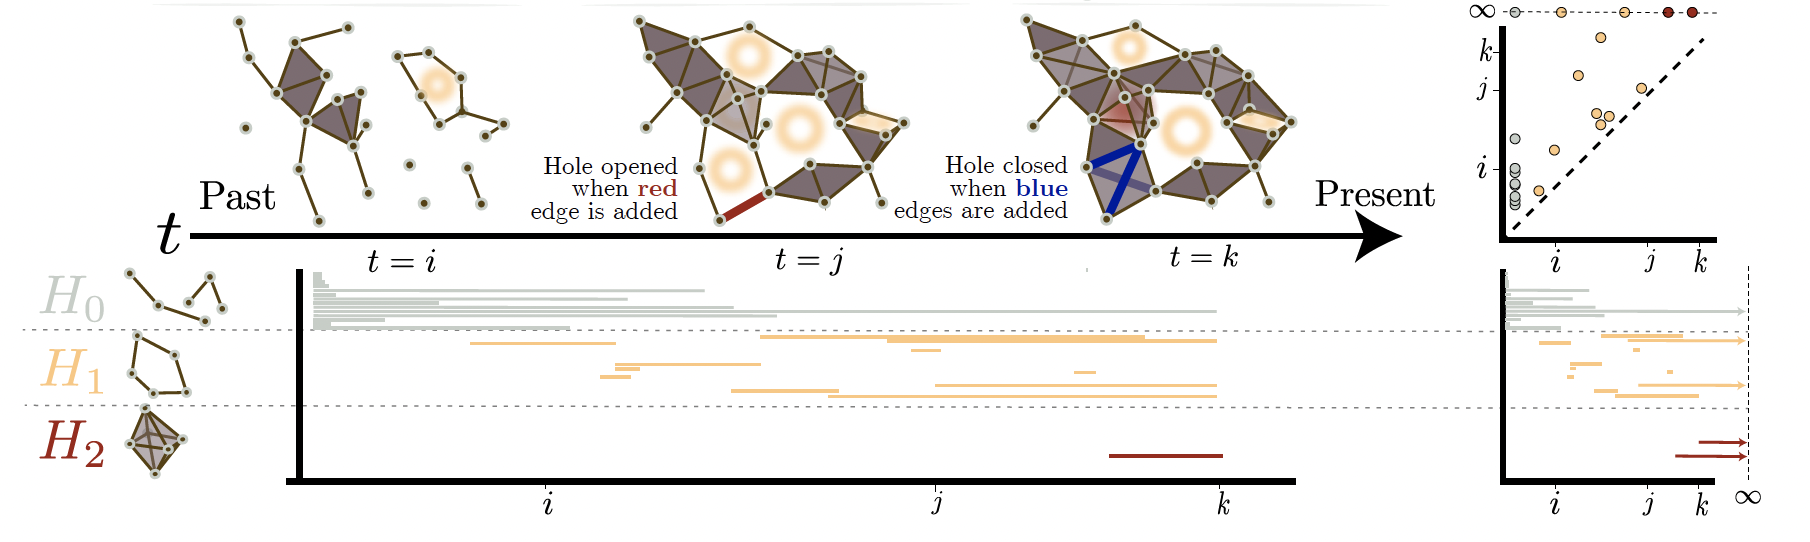 Hole opened
when red
edge is added
Hole closed
when blue
edges are added
Past
Present
t
t = i
t = j
t = k
∞
k
j
i
i
j
k
H₀
H₁
H₂
i
j
k
i
j
k
∞